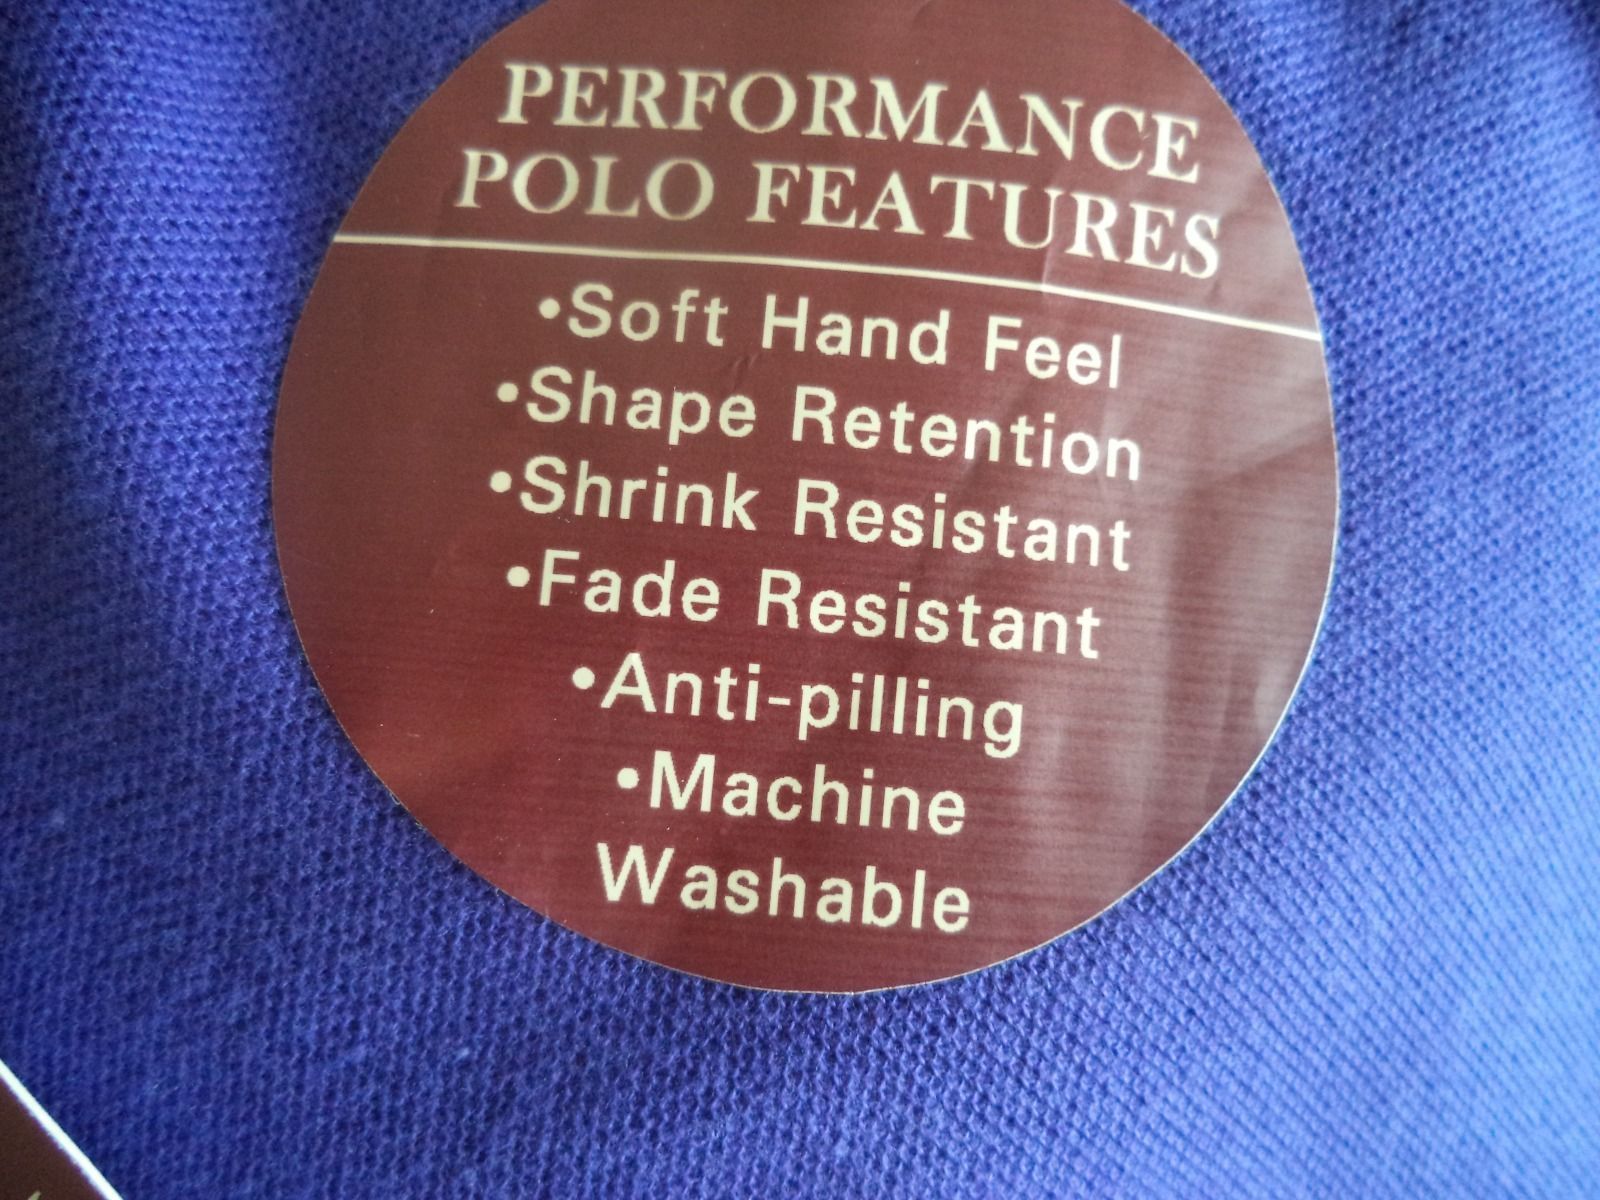 PERFORMANCE
POLO FEATURES
•Soft Hand Feel
•Shape Retention
•Shrink Resistant
•Fade Resistant
•Anti-pilling
•Machine
Washable